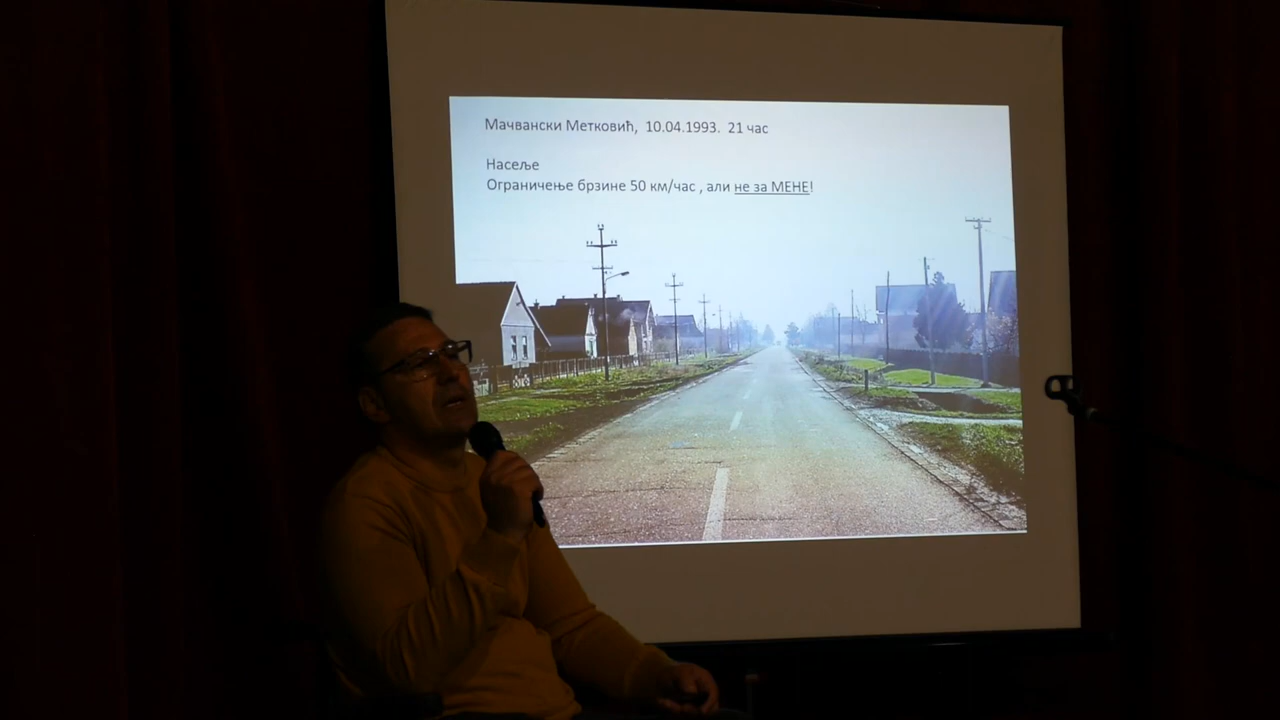 Мачвански Метковић, 10.04.1993. 21 час
Насеље
Ограничење брзине 50 км/час , али не за МЕНЕ!